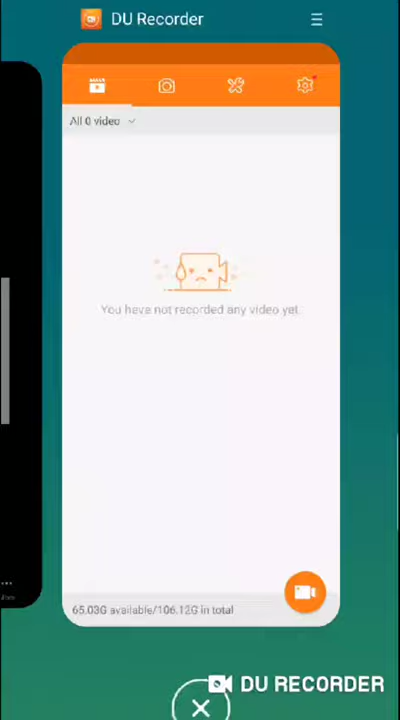 DU Recorder
All 0 video
You have not recorded any video yet.
65.03G available/106.12G in total
DU RECORDER